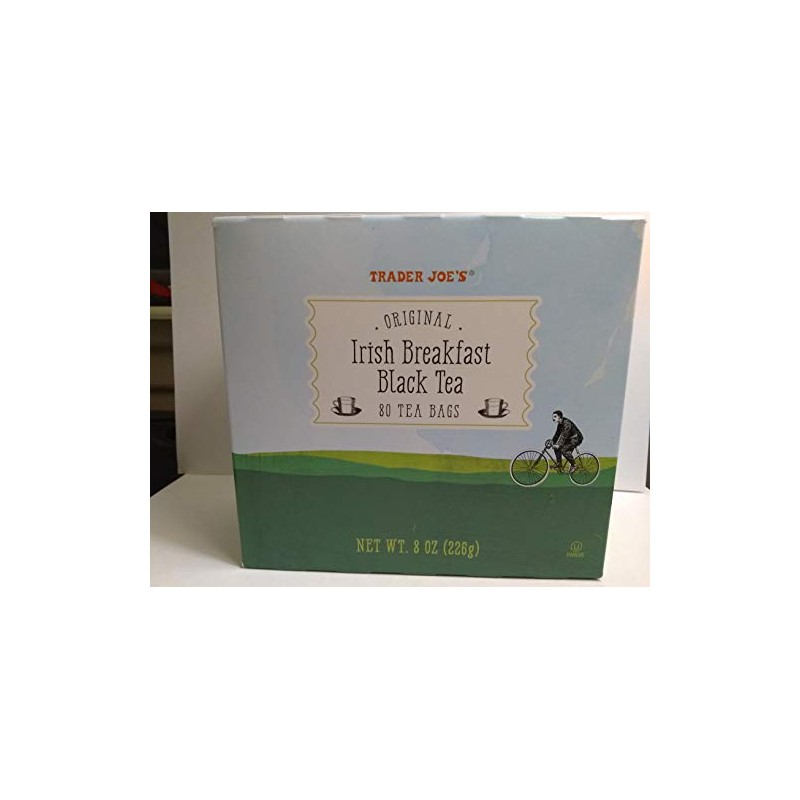 TRADER JOE'S®
· ORIGINAL ·
Irish Breakfast
Black Tea
80 TEA BAGS
NET WT. 8 OZ (226g)